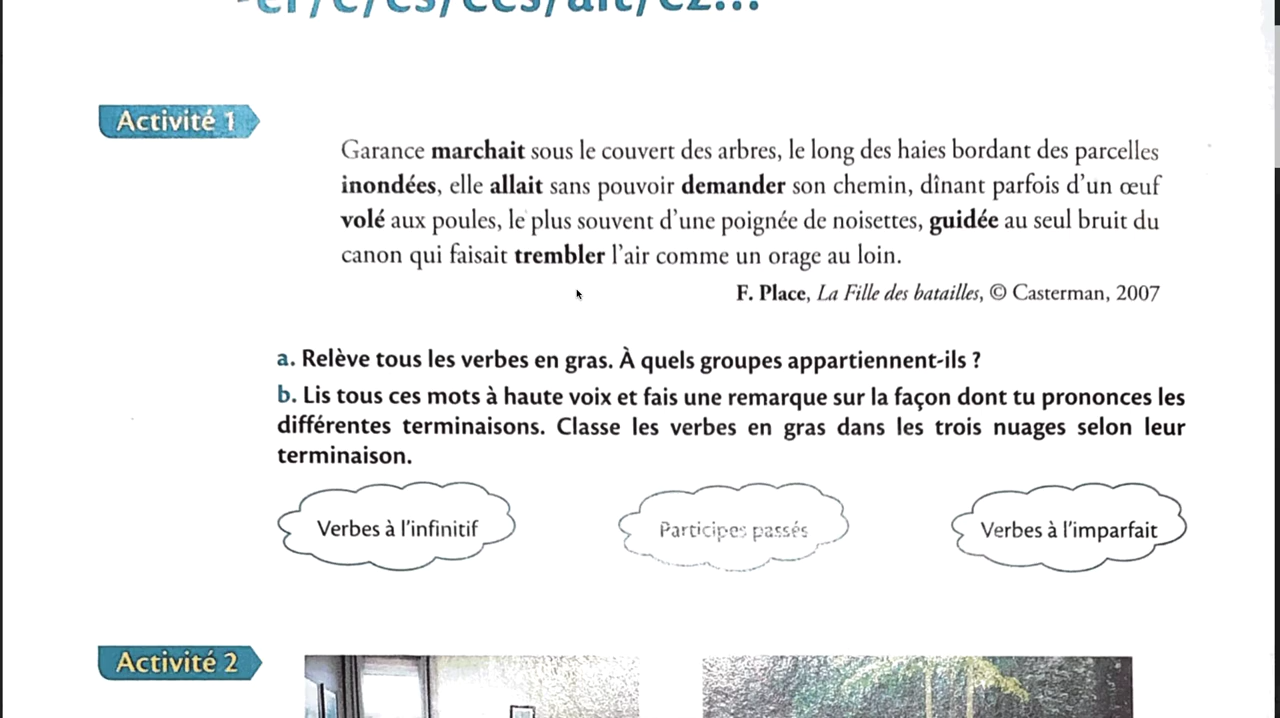 -er/é/és/ées/ait/ez...
Activité 1
Garance marchait sous le couvert des arbres, le long des haies bordant des parcelles
inondées, elle allait sans pouvoir demander son chemin, dînant parfois d'un œuf
volé aux poules, le plus souvent d'une poignée de noisettes, guidée au seul bruit du
canon qui faisait trembler l'air comme un orage au loin.
F. Place, La Fille des batailles, © Casterman, 2007
a. Relève tous les verbes en gras. À quels groupes appartiennent-ils ?
b. Lis tous ces mots à haute voix et fais une remarque sur la façon dont tu prononces les
différentes terminaisons. Classe les verbes en gras dans les trois nuages selon leur
terminaison.
Verbes à l'infinitif
Participes passés
Verbes à l'imparfait
Activité 2